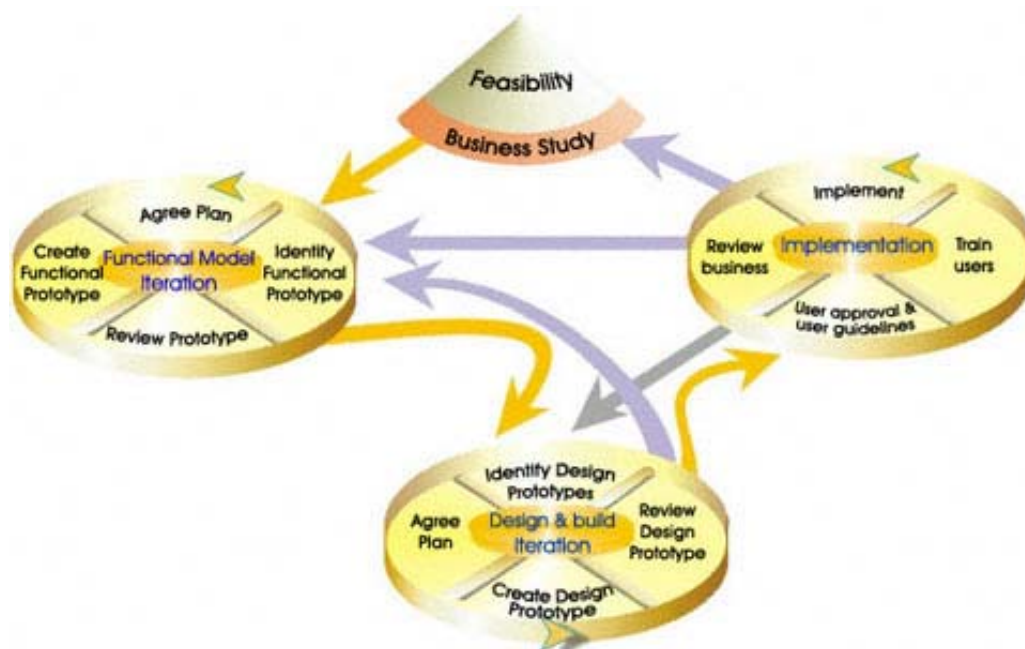 Feasibility
Business Study
Agree Plan
Create
Functional
Prototype
Functional Model
Iteration
Identify
Functional
Prototype
Review Prototype
Implement
Review
business
Implementation
Train
users
User approval &
user guidelines
Identify Design
Prototypes
Agree
Plan
Design & build
iteration
Review
Design
Prototype
Create Design
Prototype